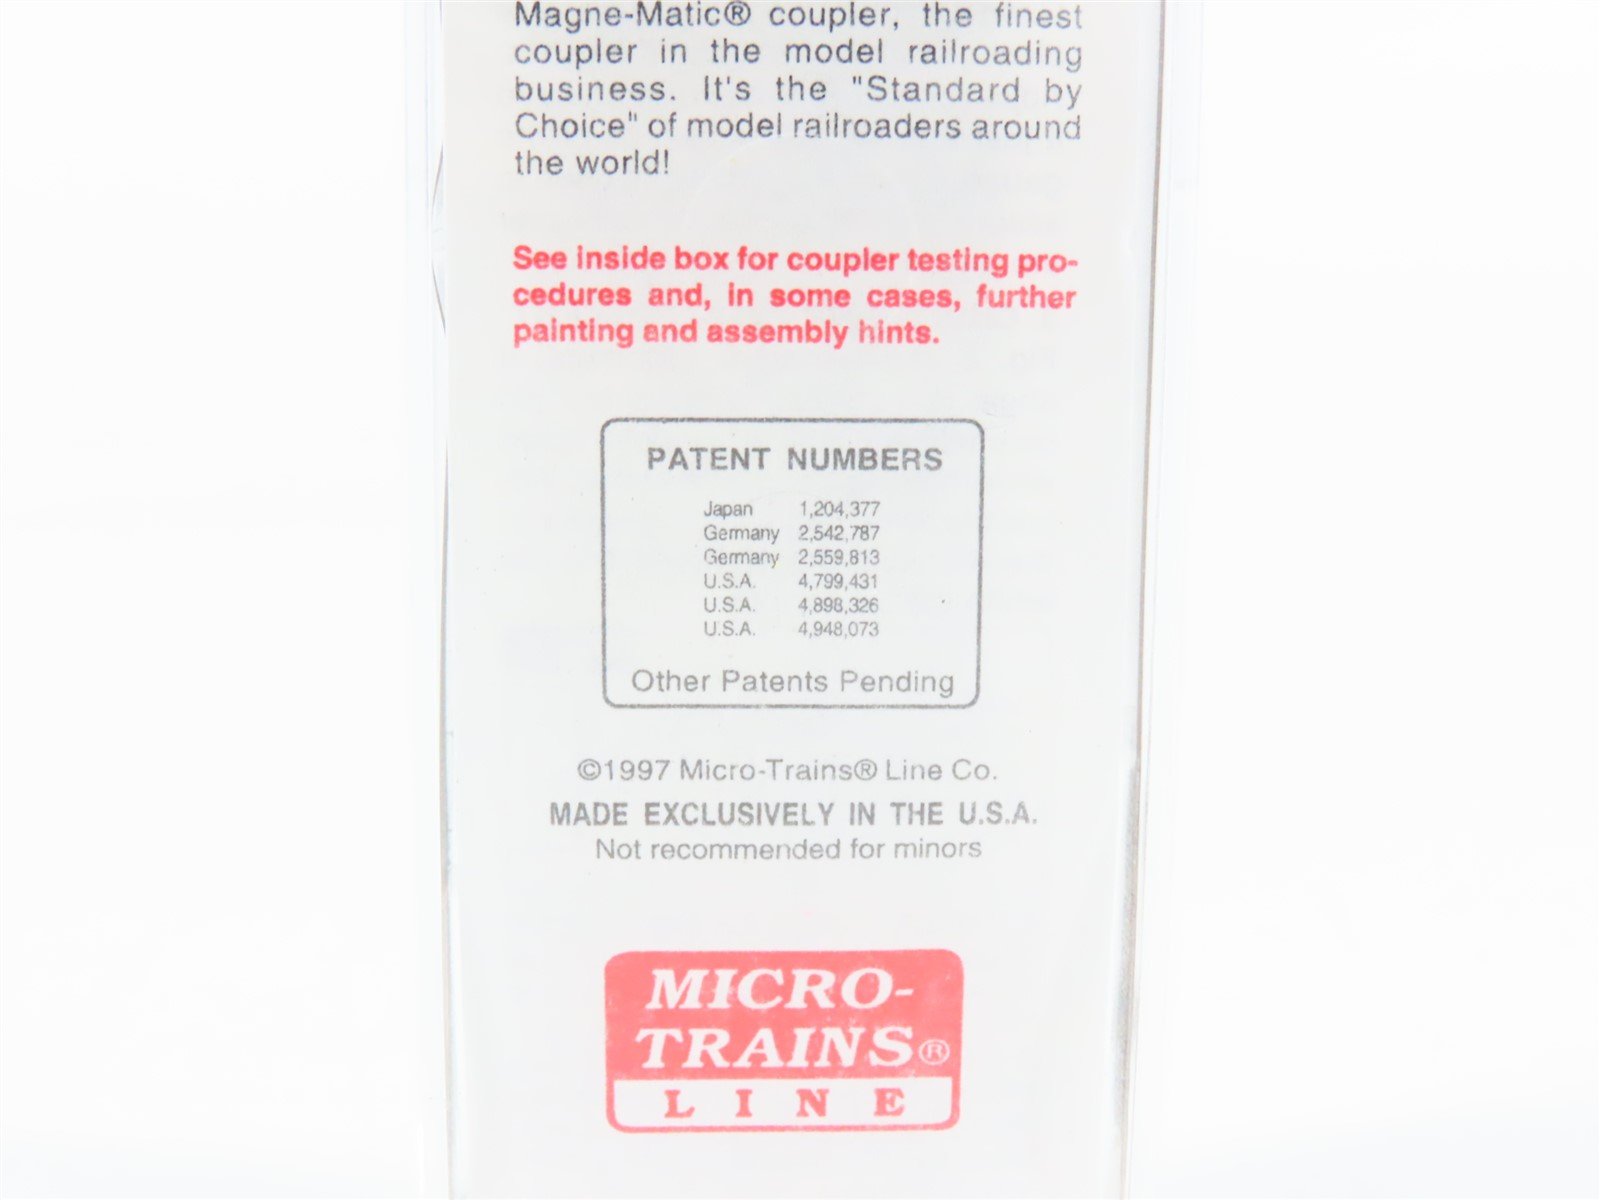 Magne-Matic® coupler, the finest
coupler in the model railroading
business. It's the "Standard by
Choice" of model railroaders around
the world!
See inside box for coupler testing pro-
cedures and, in some cases, further
painting and assembly hints.
PATENT NUMBERS
Japan 1,204,377
Germany 2,542,787
Germany 2,559,813
U.S.A. 4,799,431
U.S.A. 4,898,326
U.S.A. 4,948,073
Other Patents Pending
©1997 Micro-Trains® Line Co.
MADE EXCLUSIVELY IN THE U.S.A.
Not recommended for minors
MICRO-
TRAINS®
LINE